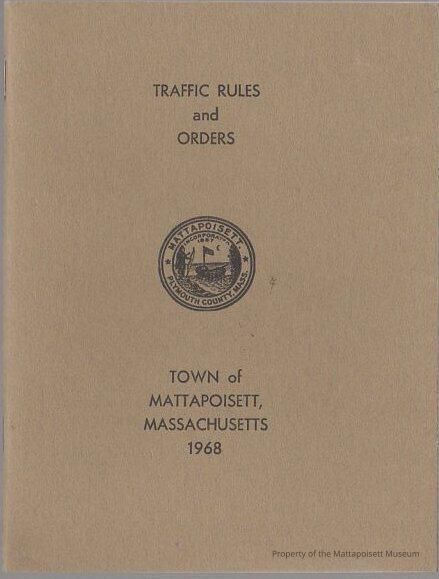 TRAFFIC RULES
and
ORDERS
MATTAPOISETT.
INCORPORATED
1857
PLYMOUTH COUNTY, MASS.
TOWN of
MATTAPOISETT,
MASSACHUSETTS
1968
Property of the Mattapoisett Museum